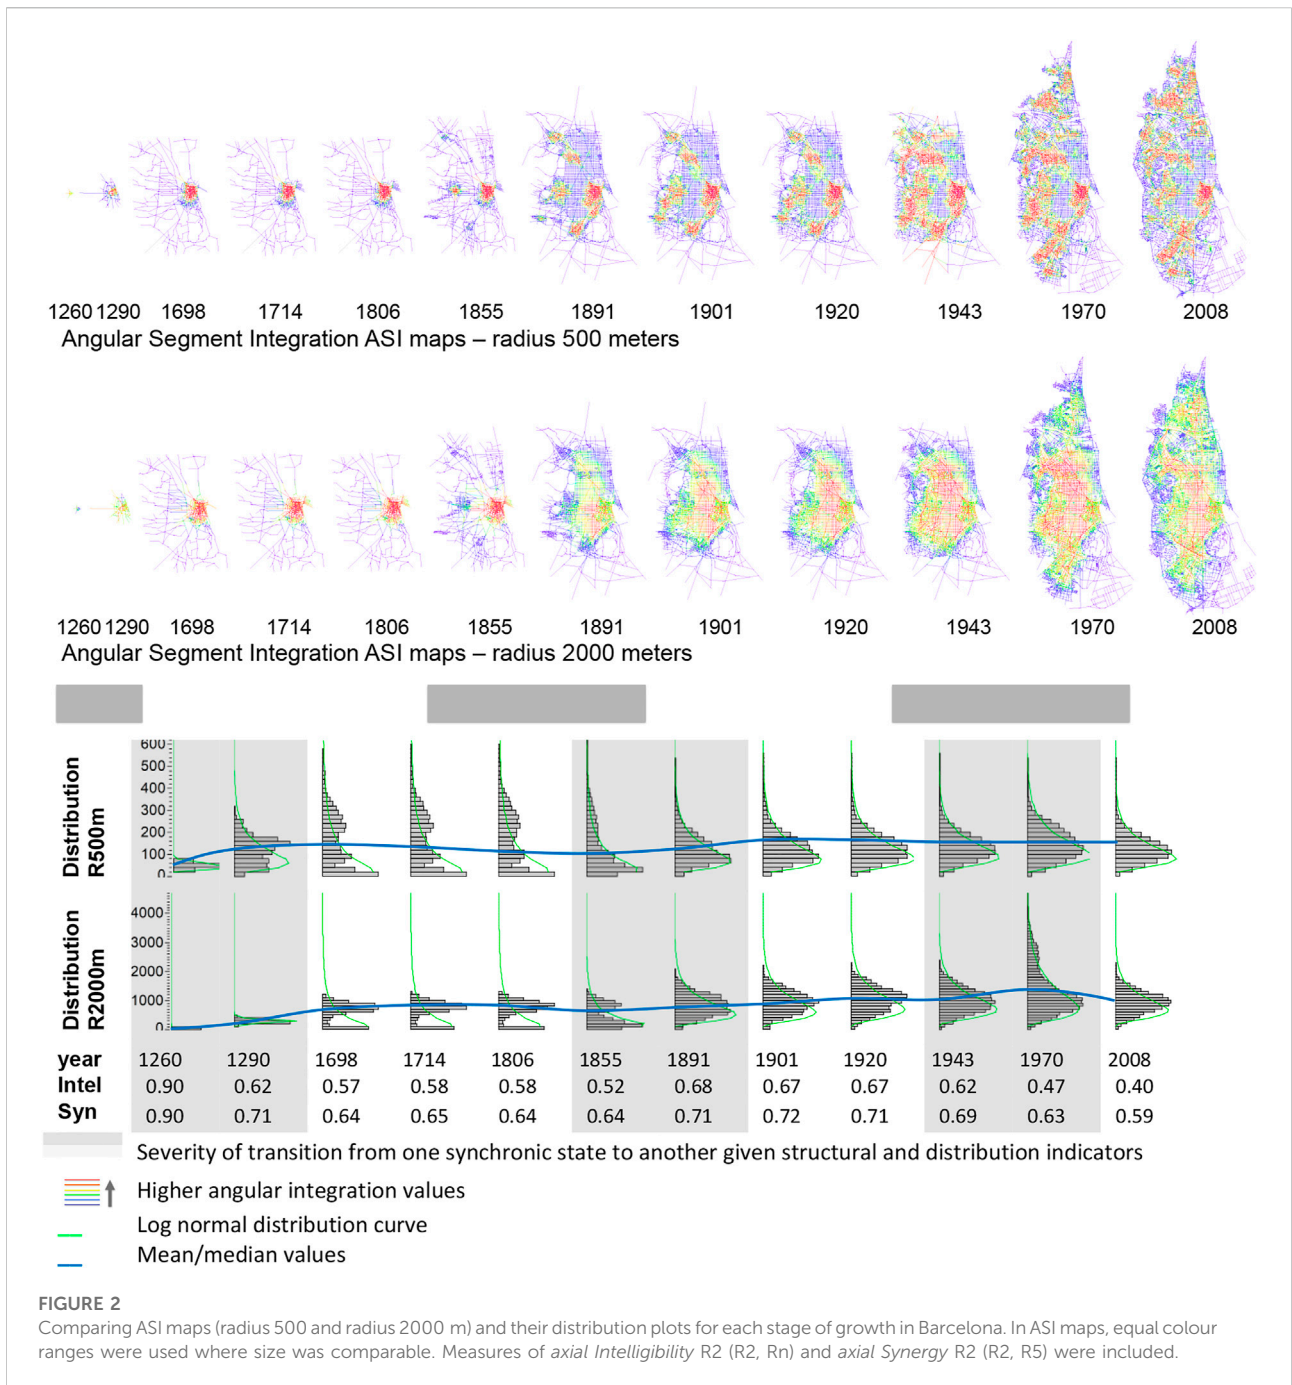 1260 1290 1698 1714 1806 1855 1891 1901 1920 1943 1970 2008
Angular Segment Integration ASI maps – radius 500 meters
1260 1290 1698 1714 1806 1855 1891 1901 1920 1943 1970 2008
Angular Segment Integration ASI maps – radius 2000 meters
Distribution
R500m
600
500
400
300
200
100
0
Distribution
R2000m
4000
3000
2000
1000
0
year 1260 1290 1698 1714 1806 1855 1891 1901 1920 1943 1970 2008
Intel 0.90 0.62 0.57 0.58 0.58 0.52 0.68 0.67 0.67 0.62 0.47 0.40
Syn 0.90 0.71 0.64 0.65 0.64 0.64 0.71 0.72 0.71 0.69 0.63 0.59
Severity of transition from one synchronic state to another given structural and distribution indicators
Higher angular integration values
Log normal distribution curve
Mean/median values
FIGURE 2
Comparing ASI maps (radius 500 and radius 2000 m) and their distribution plots for each stage of growth in Barcelona. In ASI maps, equal colour
ranges were used where size was comparable. Measures of axial Intelligibility R2 (R2, Rn) and axial Synergy R2 (R2, R5) were included.